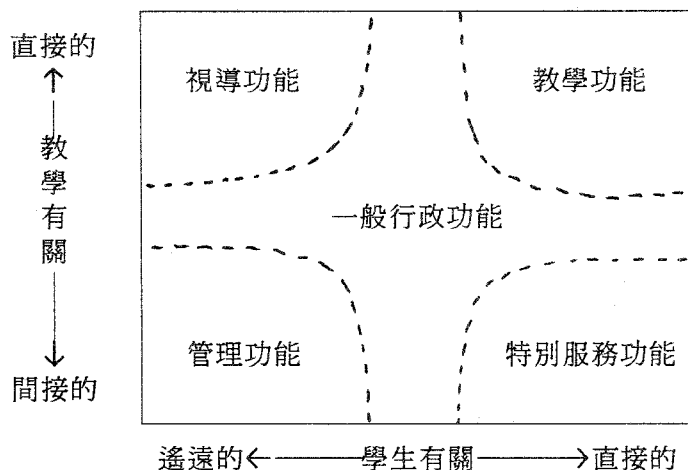 直接的
視導功能
教學功能
教學有關
一般行政功能
管理功能
特別服務功能
間接的
遙遠的←學生有關→直接的